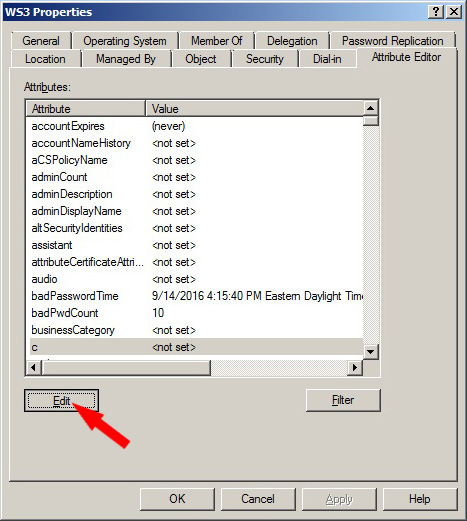 WS3 Properties
General Operating System Member Of Delegation Password Replication
Location Managed By Object Security Dial-in Attribute Editor
Attributes:
Attribute Value
accountExpires (never)
accountNameHistory <not set>
aCSPolicyName <not set>
adminCount <not set>
adminDescription <not set>
adminDisplayName <not set>
altSecurityIdentities <not set>
assistant <not set>
attributeCertificateAttri... <not set>
audio <not set>
badPasswordTime 9/14/2016 4:15:40 PM Eastern Daylight Time
badPwdCount 10
businessCategory <not set>
c <not set>
Edit Filter
OK Cancel Apply Help